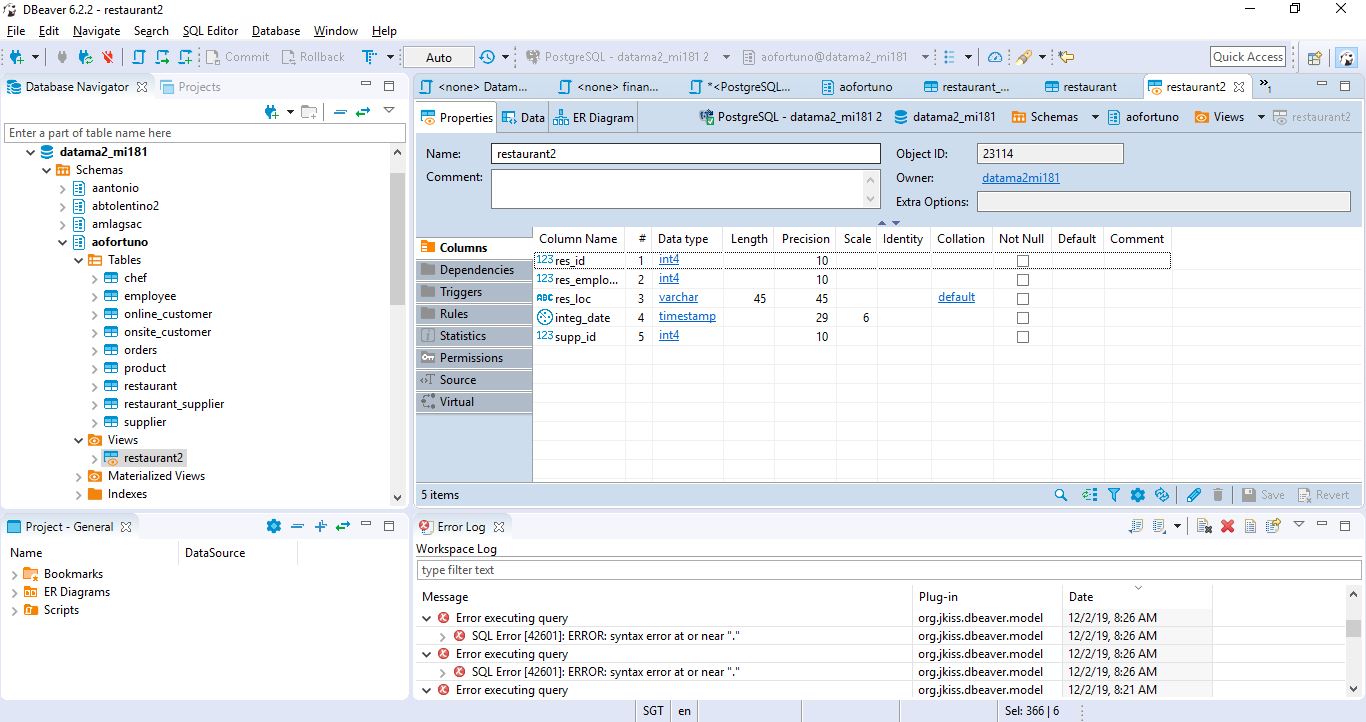 DBeaver 6.2.2 - restaurant2
File Edit Navigate Search SQL Editor Database Window Help
Commit Rollback Auto PostgreSQL - datama2_mi181 2 aofortuno@datama2_mi181 Quick Access
Database Navigator Projects
Enter a part of table name here
datama2_mi181
Schemas
aantonio
abtolentino2
amlagsac
aofortuno
Tables
chef
employee
online_customer
onsite_customer
orders
product
restaurant
restaurant_supplier
supplier
Views
restaurant2
Materialized Views
Indexes
<none> Datam... <none> finan... *<PostgreSQL... aofortuno restaurant_... restaurant restaurant2 »1
Properties Data ER Diagram PostgreSQL - datama2_mi181 2 datama2_mi181 Schemas aofortuno Views restaurant2
Name: restaurant2 Object ID: 23114
Comment: Owner: datama2mi181
Extra Options:
Columns
Dependencies
Triggers
Rules
Statistics
Permissions
Source
Virtual
Column Name # Data type Length Precision Scale Identity Collation Not Null Default Comment
123 res_id 1 int4 10
123 res_emplo... 2 int4 10
ABC res_loc 3 varchar 45 45 default
integ_date 4 timestamp 29 6
123 supp_id 5 int4 10
5 items Save Revert
Project - General
Name DataSource
Bookmarks
ER Diagrams
Scripts
Error Log
Workspace Log
type filter text
Message Plug-in Date
Error executing query org.jkiss.dbeaver.model 12/2/19, 8:26 AM
SQL Error [42601]: ERROR: syntax error at or near "." org.jkiss.dbeaver.model 12/2/19, 8:26 AM
Error executing query org.jkiss.dbeaver.model 12/2/19, 8:26 AM
SQL Error [42601]: ERROR: syntax error at or near "." org.jkiss.dbeaver.model 12/2/19, 8:26 AM
Error executing query org.jkiss.dbeaver.model 12/2/19, 8:21 AM
SGT en Sel: 366 | 6